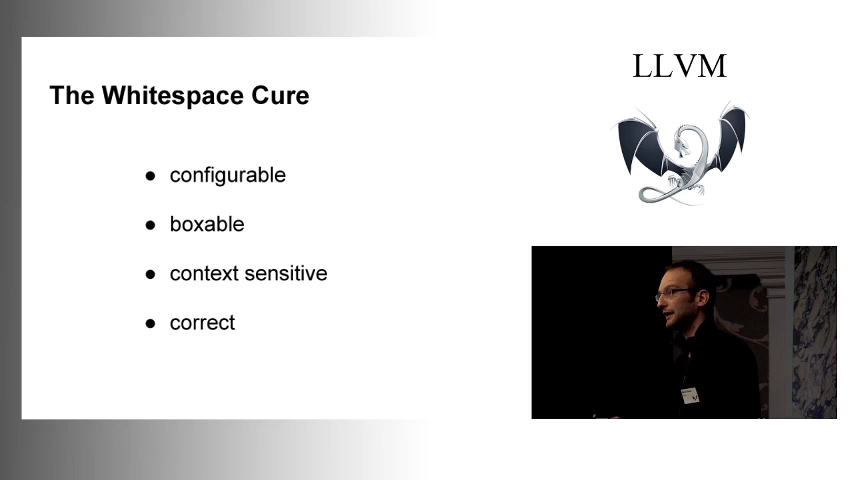 The Whitespace Cure
● configurable
● boxable
● context sensitive
● correct
LLVM